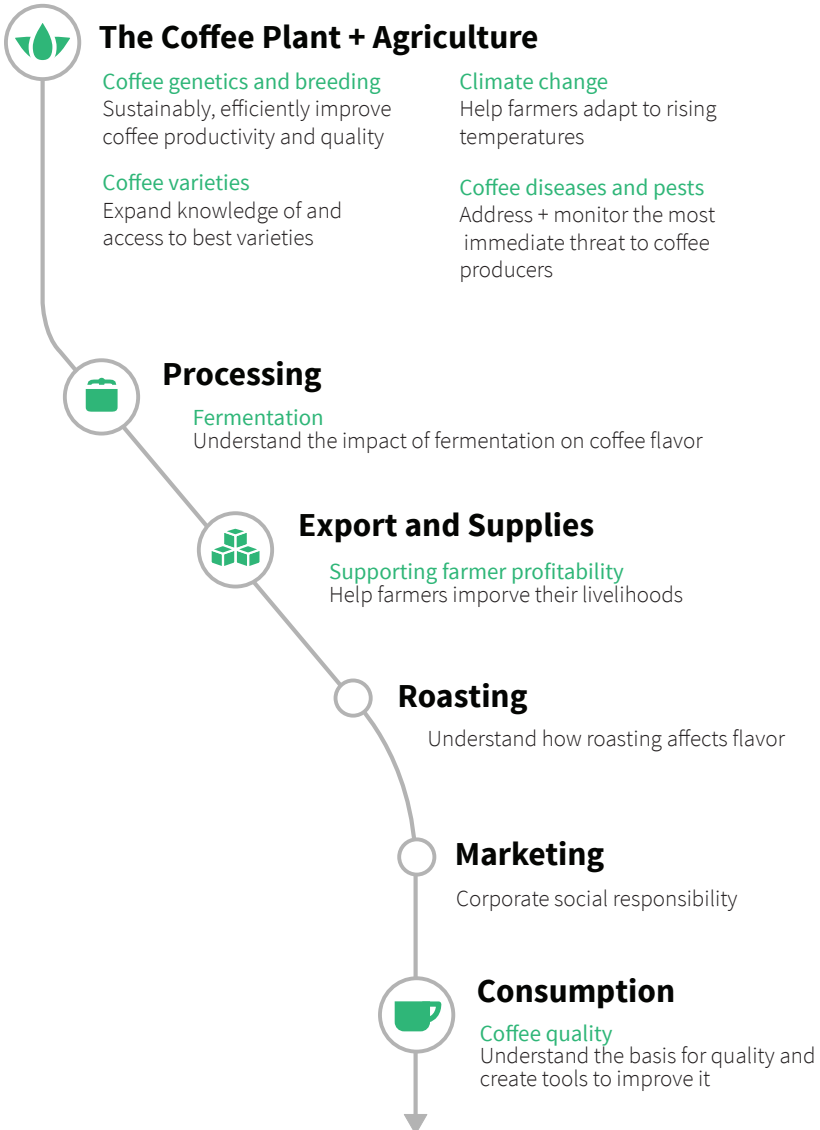 The Coffee Plant + Agriculture
Coffee genetics and breeding
Sustainably, efficiently improve
coffee productivity and quality
Coffee varieties
Expand knowledge of and
access to best varieties
Climate change
Help farmers adapt to rising
temperatures
Coffee diseases and pests
Address + monitor the most
immediate threat to coffee
producers
Processing
Fermentation
Understand the impact of fermentation on coffee flavor
Export and Supplies
Supporting farmer profitability
Help farmers imporve their livelihoods
Roasting
Understand how roasting affects flavor
Marketing
Corporate social responsibility
Consumption
Coffee quality
Understand the basis for quality and
create tools to improve it